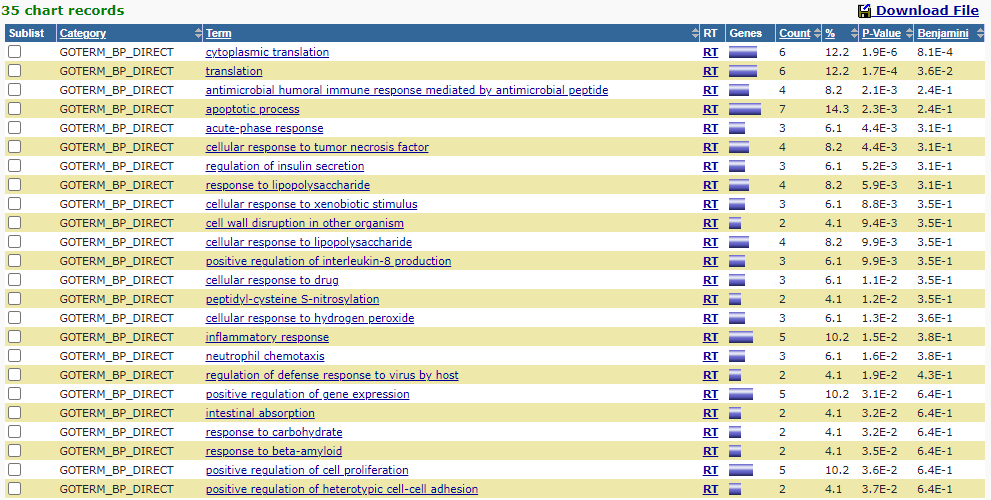 35 chart records
Download File
Sublist Category Term RT Genes Count % P-Value Benjamini
GOTERM_BP_DIRECT cytoplasmic translation RT 6 12.2 1.9E-6 8.1E-4
GOTERM_BP_DIRECT translation RT 6 12.2 1.7E-4 3.6E-2
GOTERM_BP_DIRECT antimicrobial humoral immune response mediated by antimicrobial peptide RT 4 8.2 2.1E-3 2.4E-1
GOTERM_BP_DIRECT apoptotic process RT 7 14.3 2.3E-3 2.4E-1
GOTERM_BP_DIRECT acute-phase response RT 3 6.1 4.4E-3 3.1E-1
GOTERM_BP_DIRECT cellular response to tumor necrosis factor RT 4 8.2 4.4E-3 3.1E-1
GOTERM_BP_DIRECT regulation of insulin secretion RT 3 6.1 5.2E-3 3.1E-1
GOTERM_BP_DIRECT response to lipopolysaccharide RT 4 8.2 5.9E-3 3.1E-1
GOTERM_BP_DIRECT cellular response to xenobiotic stimulus RT 3 6.1 8.8E-3 3.5E-1
GOTERM_BP_DIRECT cell wall disruption in other organism RT 2 4.1 9.4E-3 3.5E-1
GOTERM_BP_DIRECT cellular response to lipopolysaccharide RT 4 8.2 9.9E-3 3.5E-1
GOTERM_BP_DIRECT positive regulation of interleukin-8 production RT 3 6.1 9.9E-3 3.5E-1
GOTERM_BP_DIRECT cellular response to drug RT 3 6.1 1.1E-2 3.5E-1
GOTERM_BP_DIRECT peptidyl-cysteine S-nitrosylation RT 2 4.1 1.2E-2 3.5E-1
GOTERM_BP_DIRECT cellular response to hydrogen peroxide RT 3 6.1 1.3E-2 3.6E-1
GOTERM_BP_DIRECT inflammatory response RT 5 10.2 1.5E-2 3.8E-1
GOTERM_BP_DIRECT neutrophil chemotaxis RT 3 6.1 1.6E-2 3.8E-1
GOTERM_BP_DIRECT regulation of defense response to virus by host RT 2 4.1 1.9E-2 4.3E-1
GOTERM_BP_DIRECT positive regulation of gene expression RT 5 10.2 3.1E-2 6.4E-1
GOTERM_BP_DIRECT intestinal absorption RT 2 4.1 3.2E-2 6.4E-1
GOTERM_BP_DIRECT response to carbohydrate RT 2 4.1 3.2E-2 6.4E-1
GOTERM_BP_DIRECT response to beta-amyloid RT 2 4.1 3.5E-2 6.4E-1
GOTERM_BP_DIRECT positive regulation of cell proliferation RT 5 10.2 3.6E-2 6.4E-1
GOTERM_BP_DIRECT positive regulation of heterotypic cell-cell adhesion RT 2 4.1 3.7E-2 6.4E-1